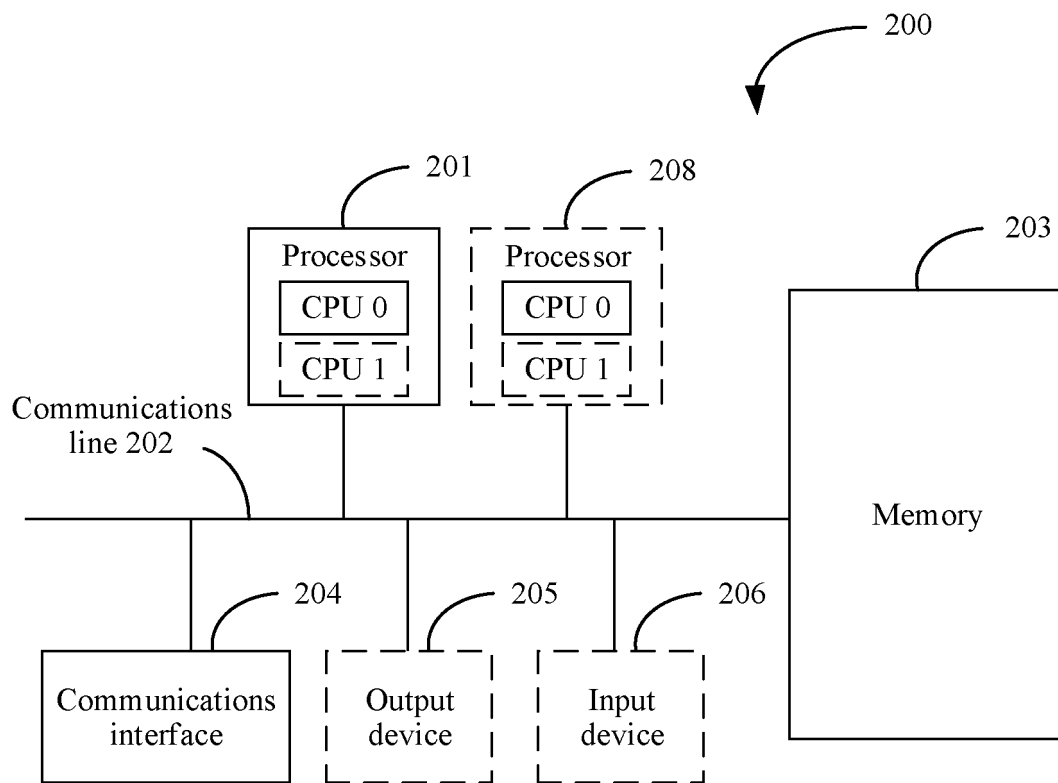 200
201
208
203
Processor
CPU 0
CPU 1
Processor
CPU 0
CPU 1
Communications
line 202
Memory
204
205
206
Communications
interface
Output
device
Input
device